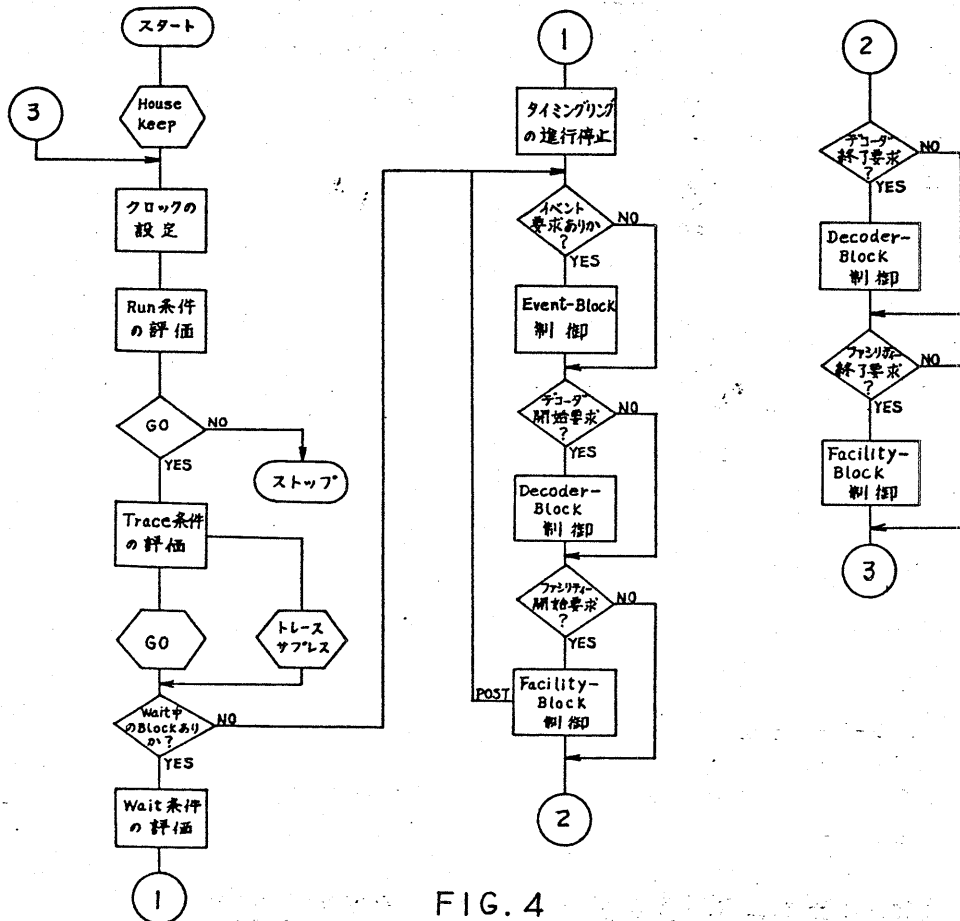 スタート
3
House
keep
クロックの
設定
Run条件
の評価
GO
NO
YES
ストップ
Trace条件
の評価
GO
トレース
サプレス
Wait中
のBlockあり
か?
NO
YES
Wait条件
の評価
1
1
タイミングリング
の進行停止
イベント
要求ありか
?
NO
YES
Event-Block
制御
デコーダ
開始要求
?
NO
YES
Decoder-
Block
制御
ファシリティー
開始要求
?
NO
YES
POST
Facility-
Block
制御
2
2
デコーダ
終了要求
?
NO
YES
Decoder-
Block
制御
ファシリティー
終了要求
?
NO
YES
Facility-
Block
制御
3
FIG. 4